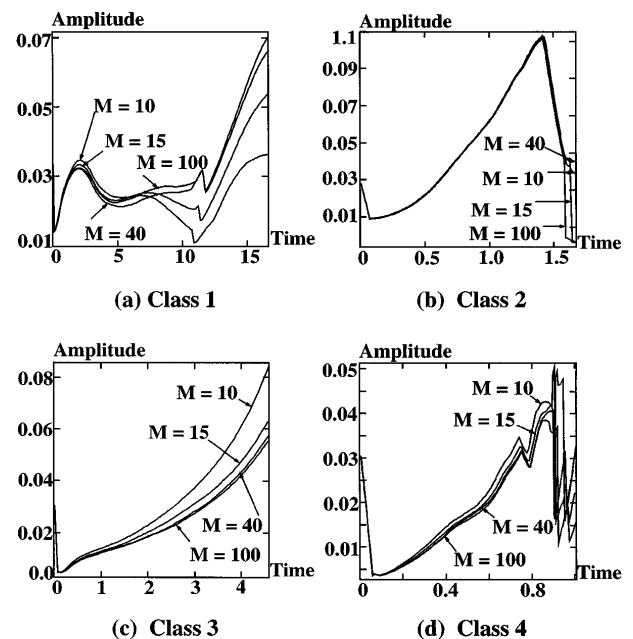 Amplitude
0.07
0.05
0.03
0.01
M = 10
M = 15
M = 100
M = 40
Time
0 5 10 15
(a) Class 1
Amplitude
1.1
0.09
0.07
0.05
0.03
0.01
M = 40
M = 10
M = 15
M = 100
Time
0 0.5 1.0 1.5
(b) Class 2
Amplitude
0.08
0.06
0.04
0.02
0.0
M = 10
M = 15
M = 40
M = 100
Time
0 1 2 3 4
(c) Class 3
Amplitude
0.05
0.04
0.03
0.02
0.01
M = 10
M = 15
M = 40
M = 100
Time
0 0.2 0.4 0.6 0.8
(d) Class 4